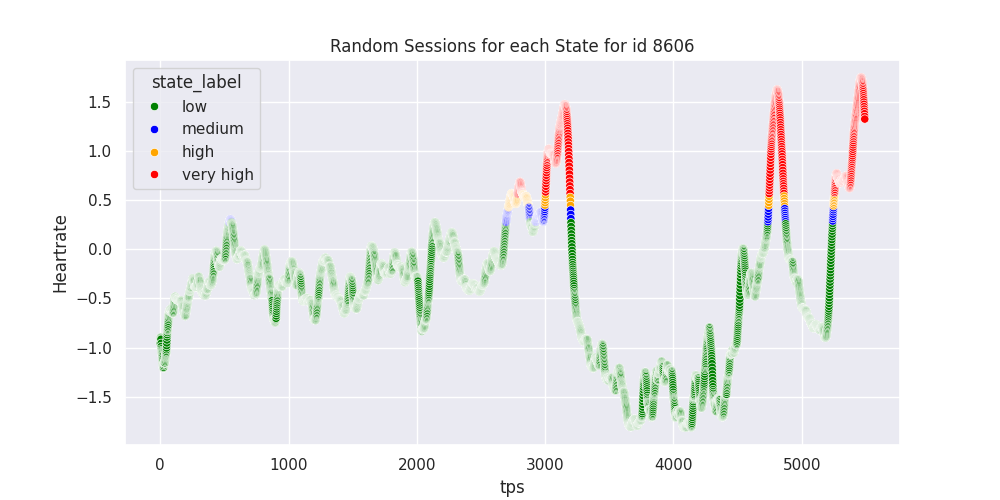 Random Sessions for each State for id 8606
state_label
low
medium
high
very high
Heartrate
1.5
1.0
0.5
0.0
−0.5
−1.0
−1.5
0 1000 2000 3000 4000 5000
tps